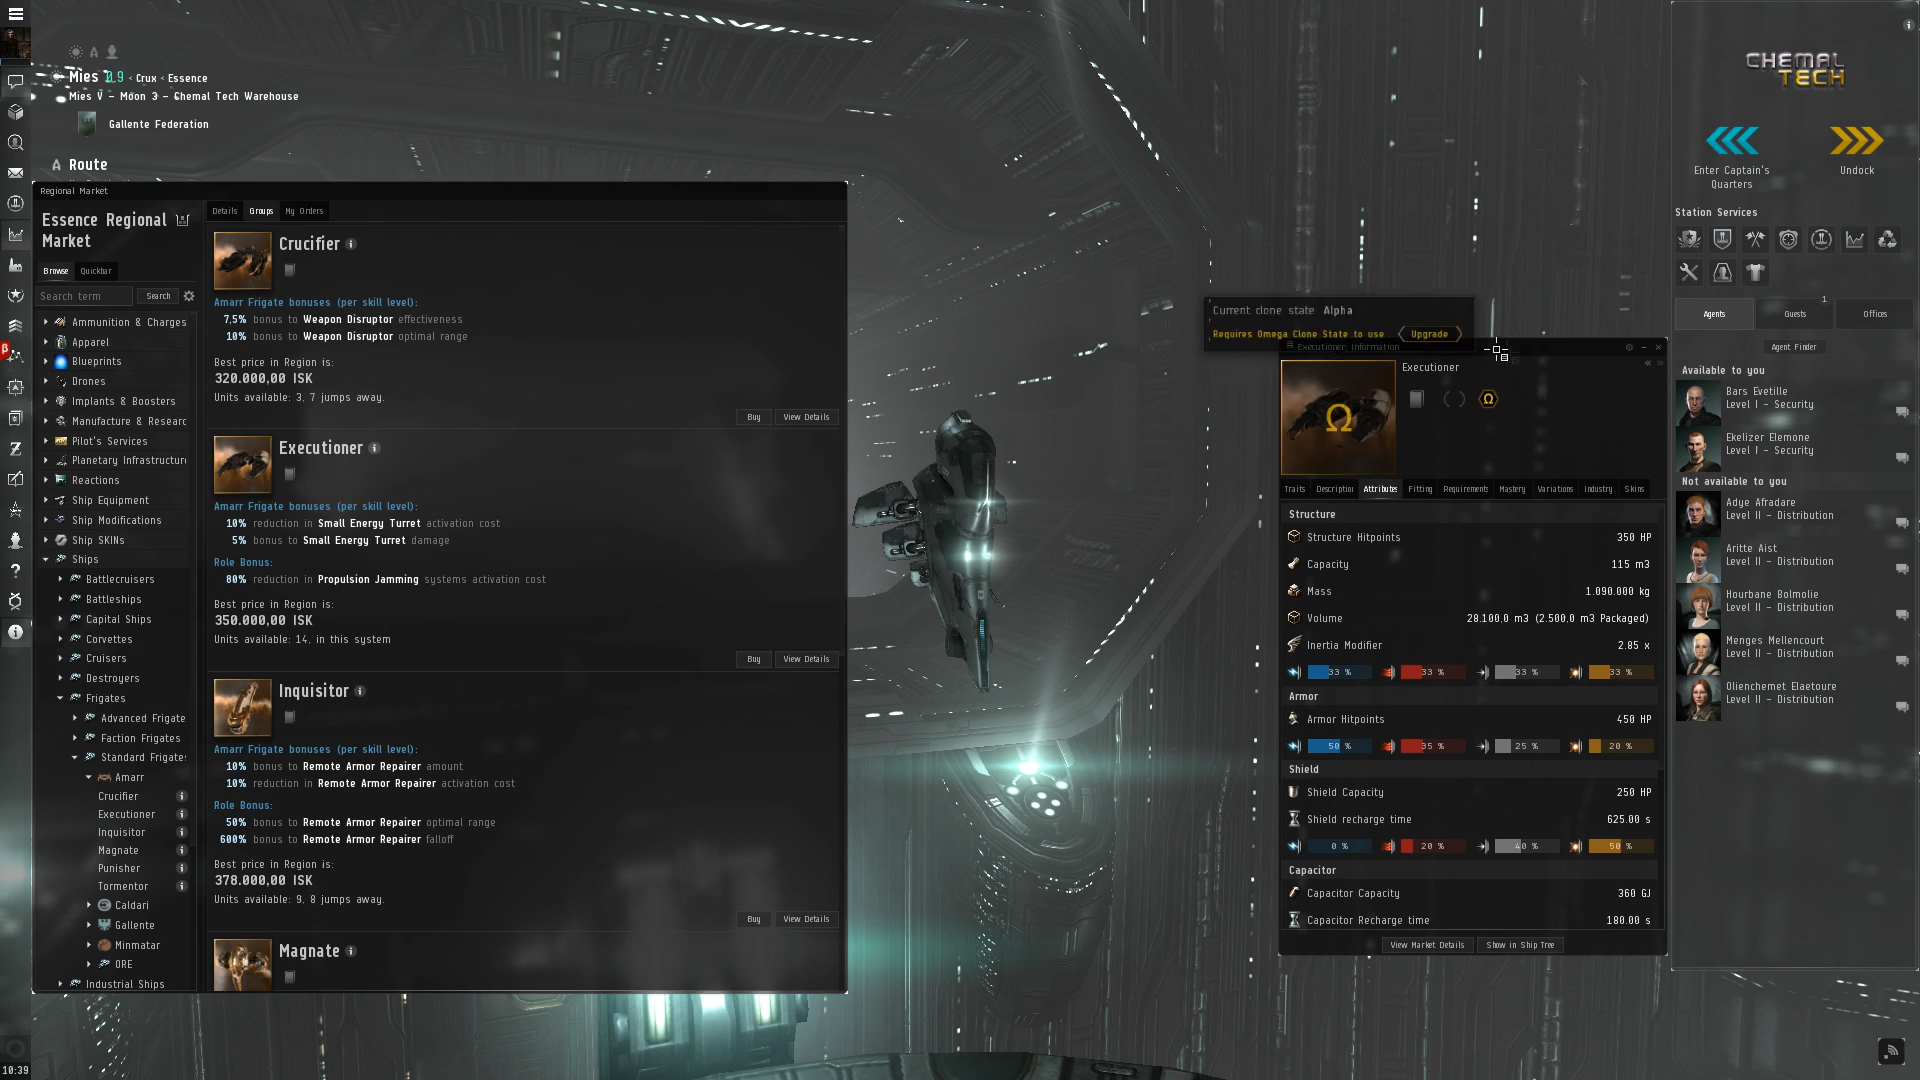 Mies 0.9 < Crux < Essence
Mies V - Moon 3 - Chemal Tech Warehouse
Gallente Federation
Route
Regional Market
Essence Regional Market
Browse
Quickbar
Search term
Search
Ammunition & Charges
Apparel
Blueprints
Drones
Implants & Boosters
Manufacture & Researc
Pilot's Services
Planetary Infrastructur
Reactions
Ship Equipment
Ship Modifications
Ship SKINs
Ships
Battlecruisers
Battleships
Capital Ships
Corvettes
Cruisers
Destroyers
Frigates
Advanced Frigate
Faction Frigates
Standard Frigates
Amarr
Crucifier
Executioner
Inquisitor
Magnate
Punisher
Tormentor
Caldari
Gallente
Minmatar
ORE
Industrial Ships
10:39
Details
Groups
My Orders
Crucifier
Amarr Frigate bonuses (per skill level):
7,5% bonus to Weapon Disruptor effectiveness
10% bonus to Weapon Disruptor optimal range
Best price in Region is:
320.000,00 ISK
Units available: 3, 7 jumps away.
Buy
View Details
Executioner
Amarr Frigate bonuses (per skill level):
10% reduction in Small Energy Turret activation cost
5% bonus to Small Energy Turret damage
Role Bonus:
80% reduction in Propulsion Jamming systems activation cost
Best price in Region is:
350.000,00 ISK
Units available: 14, in this system
Buy
View Details
Inquisitor
Amarr Frigate bonuses (per skill level):
10% bonus to Remote Armor Repairer amount
10% reduction in Remote Armor Repairer activation cost
Role Bonus:
50% bonus to Remote Armor Repairer optimal range
600% bonus to Remote Armor Repairer falloff
Best price in Region is:
378.000,00 ISK
Units available: 9, 8 jumps away.
Buy
View Details
Magnate
Current clone state Alpha
Requires Omega Clone State to use
Upgrade
Executioner: Information
Executioner
Ω
Ω
Traits
Description
Attributes
Fitting
Requirements
Mastery
Variations
Industry
Skins
Structure
Structure Hitpoints 350 HP
Capacity 115 m3
Mass 1.090.000 kg
Volume 28.100,0 m3 (2.500,0 m3 Packaged)
Inertia Modifier 2.85 x
33 % 33 % 33 % 33 %
Armor
Armor Hitpoints 450 HP
50 % 35 % 25 % 20 %
Shield
Shield Capacity 250 HP
Shield recharge time 625.00 s
0 % 20 % 40 % 50 %
Capacitor
Capacitor Capacity 360 GJ
Capacitor Recharge time 180.00 s
View Market Details
Show in Ship Tree
CHEMAL
TECH
Enter Captain's Quarters
Undock
Station Services
Agents
Guests
1
Offices
Agent Finder
Available to you
Bars Evetille
Level I - Security
Ekelizer Elemone
Level I - Security
Not available to you
Adye Afradare
Level II - Distribution
Aritte Aist
Level II - Distribution
Hourbane Bolmolie
Level II - Distribution
Menges Mellencourt
Level II - Distribution
Olienchemet Elaetoure
Level II - Distribution